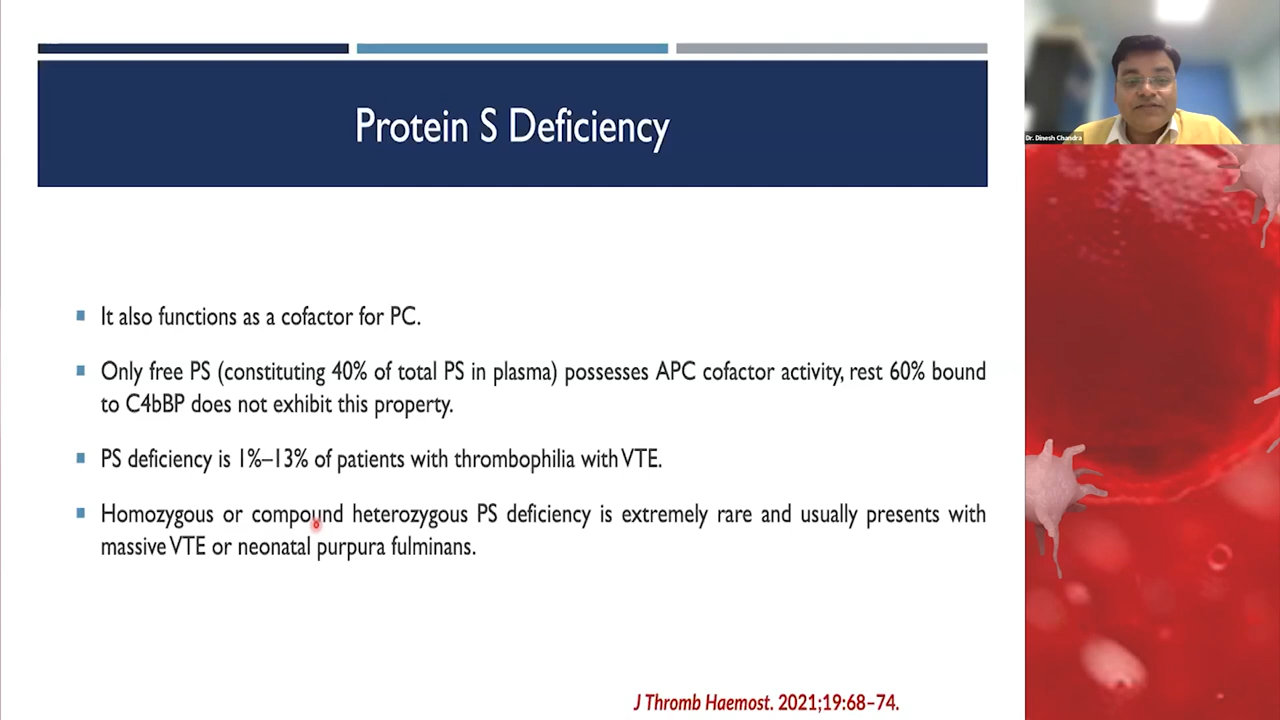 Protein S Deficiency
Dr. Dinesh Chandra
It also functions as a cofactor for PC.
Only free PS (constituting 40% of total PS in plasma) possesses APC cofactor activity, rest 60% bound
to C4bBP does not exhibit this property.
PS deficiency is 1%–13% of patients with thrombophilia with VTE.
Homozygous or compound heterozygous PS deficiency is extremely rare and usually presents with
massive VTE or neonatal purpura fulminans.
J Thromb Haemost. 2021;19:68–74.